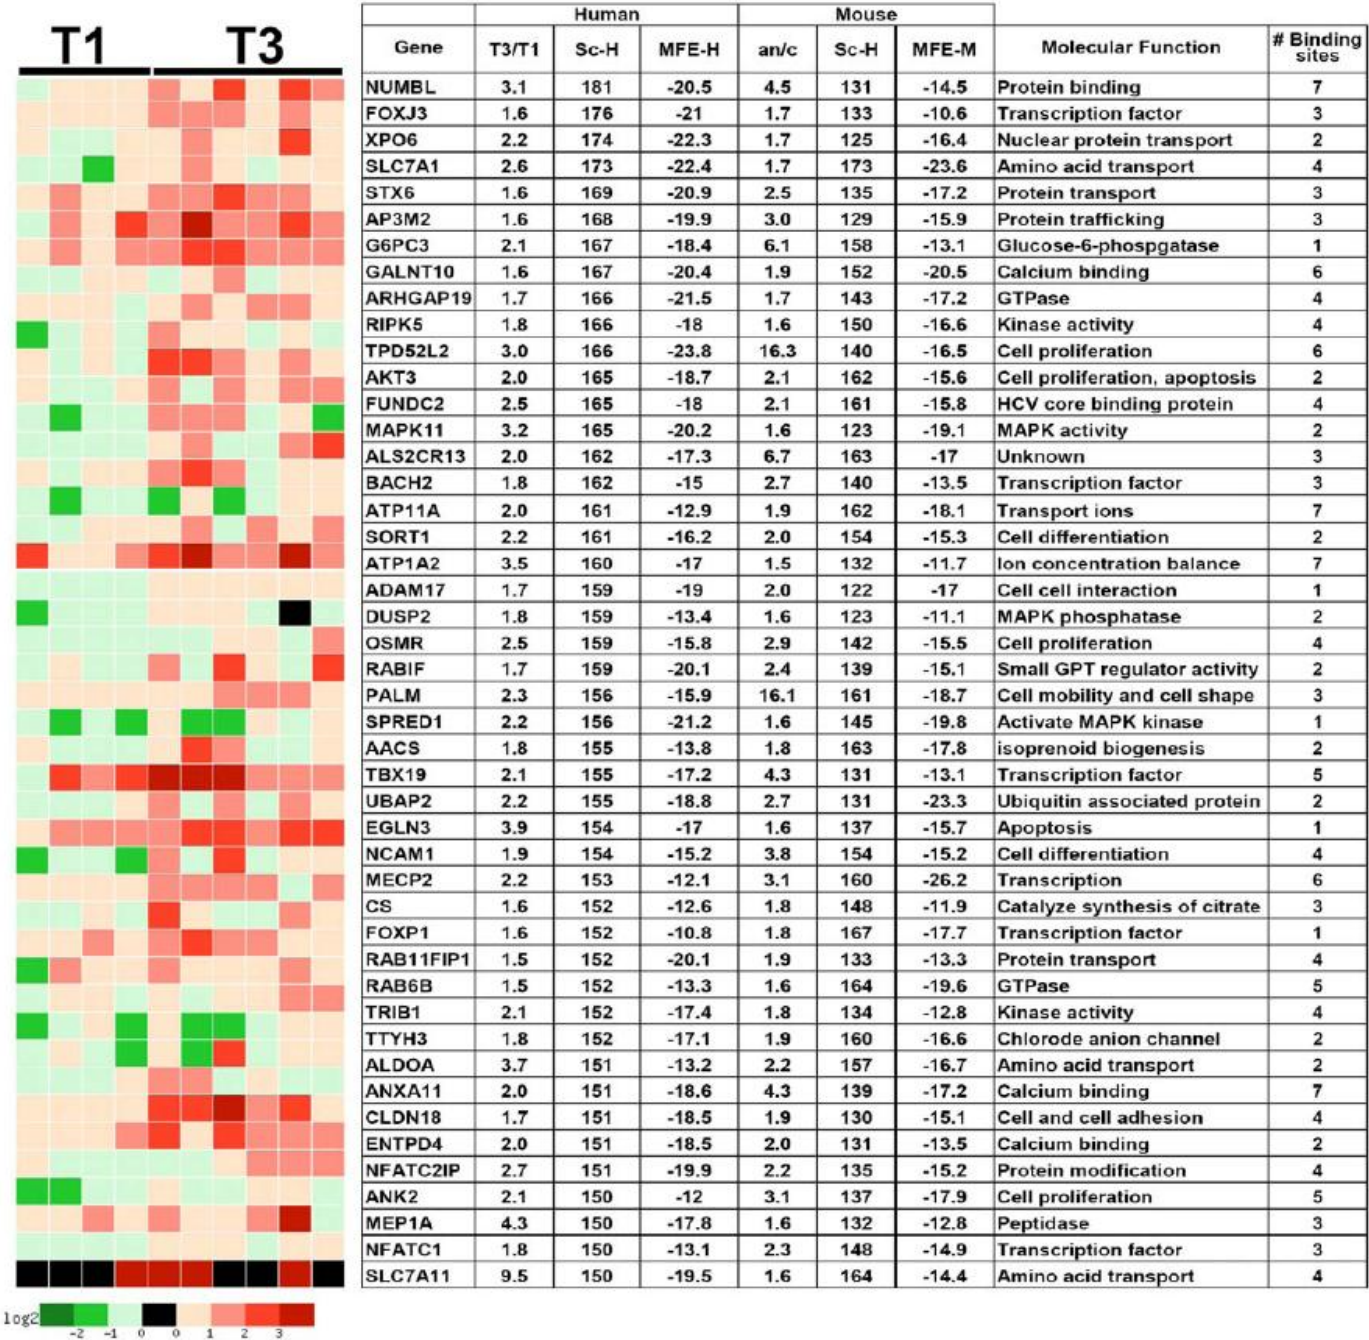 T1 T3
Human Mouse
Gene T3/T1 Sc-H MFE-H an/c Sc-H MFE-M Molecular Function # Binding sites
NUMBL 3.1 181 -20.5 4.5 131 -14.5 Protein binding 7
FOXJ3 1.6 176 -21 1.7 133 -10.6 Transcription factor 3
XPO6 2.2 174 -22.3 1.7 125 -16.4 Nuclear protein transport 2
SLC7A1 2.6 173 -22.4 1.7 173 -23.6 Amino acid transport 4
STX6 1.6 169 -20.9 2.5 135 -17.2 Protein transport 3
AP3M2 1.6 168 -19.9 3.0 129 -15.9 Protein trafficking 3
G6PC3 2.1 167 -18.4 6.1 158 -13.1 Glucose-6-phospgatase 1
GALNT10 1.6 167 -20.4 1.9 152 -20.5 Calcium binding 6
ARHGAP19 1.7 166 -21.5 1.7 143 -17.2 GTPase 4
RIPK5 1.8 166 -18 1.6 150 -16.6 Kinase activity 4
TPD52L2 3.0 166 -23.8 16.3 140 -16.5 Cell proliferation 6
AKT3 2.0 165 -18.7 2.1 162 -15.6 Cell proliferation, apoptosis 2
FUNDC2 2.5 165 -18 2.1 161 -15.8 HCV core binding protein 4
MAPK11 3.2 165 -20.2 1.6 123 -19.1 MAPK activity 2
ALS2CR13 2.0 162 -17.3 6.7 163 -17 Unknown 3
BACH2 1.8 162 -15 2.7 140 -13.5 Transcription factor 3
ATP11A 2.0 161 -12.9 1.9 162 -18.1 Transport ions 7
SORT1 2.2 161 -16.2 2.0 154 -15.3 Cell differentiation 2
ATP1A2 3.5 160 -17 1.5 132 -11.7 Ion concentration balance 7
ADAM17 1.7 159 -19 2.0 122 -17 Cell cell interaction 1
DUSP2 1.8 159 -13.4 1.6 123 -11.1 MAPK phosphatase 2
OSMR 2.5 159 -15.8 2.9 142 -15.5 Cell proliferation 4
RABIF 1.7 159 -20.1 2.4 139 -15.1 Small GPT regulator activity 2
PALM 2.3 156 -15.9 16.1 161 -18.7 Cell mobility and cell shape 3
SPRED1 2.2 156 -21.2 1.6 145 -19.8 Activate MAPK kinase 1
AACS 1.8 155 -13.8 1.8 163 -17.8 isoprenoid biogenesis 2
TBX19 2.1 155 -17.2 4.3 131 -13.1 Transcription factor 5
UBAP2 2.2 155 -18.8 2.7 131 -23.3 Ubiquitin associated protein 2
EGLN3 3.9 154 -17 1.6 137 -15.7 Apoptosis 1
NCAM1 1.9 154 -15.2 3.8 154 -15.2 Cell differentiation 4
MECP2 2.2 153 -12.1 3.1 160 -26.2 Transcription 6
CS 1.6 152 -12.6 1.8 148 -11.9 Catalyze synthesis of citrate 3
FOXP1 1.6 152 -10.8 1.8 167 -17.7 Transcription factor 1
RAB11FIP1 1.5 152 -20.1 1.9 133 -13.3 Protein transport 4
RAB6B 1.5 152 -13.3 1.6 164 -19.6 GTPase 5
TRIB1 2.1 152 -17.4 1.8 134 -12.8 Kinase activity 4
TTYH3 1.8 152 -17.1 1.9 160 -16.6 Chlorode anion channel 2
ALDOA 3.7 151 -13.2 2.2 157 -16.7 Amino acid transport 2
ANXA11 2.0 151 -18.6 4.3 139 -17.2 Calcium binding 7
CLDN18 1.7 151 -18.5 1.9 130 -15.1 Cell and cell adhesion 4
ENTPD4 2.0 151 -18.5 2.0 131 -13.5 Calcium binding 2
NFATC2IP 2.7 151 -19.9 2.2 135 -15.2 Protein modification 4
ANK2 2.1 150 -12 3.1 137 -17.9 Cell proliferation 5
MEP1A 4.3 150 -17.8 1.6 132 -12.8 Peptidase 3
NFATC1 1.8 150 -13.1 2.3 148 -14.9 Transcription factor 3
SLC7A11 9.5 150 -19.5 1.6 164 -14.4 Amino acid transport 4
log2
-2 -1 0 0 1 2 3